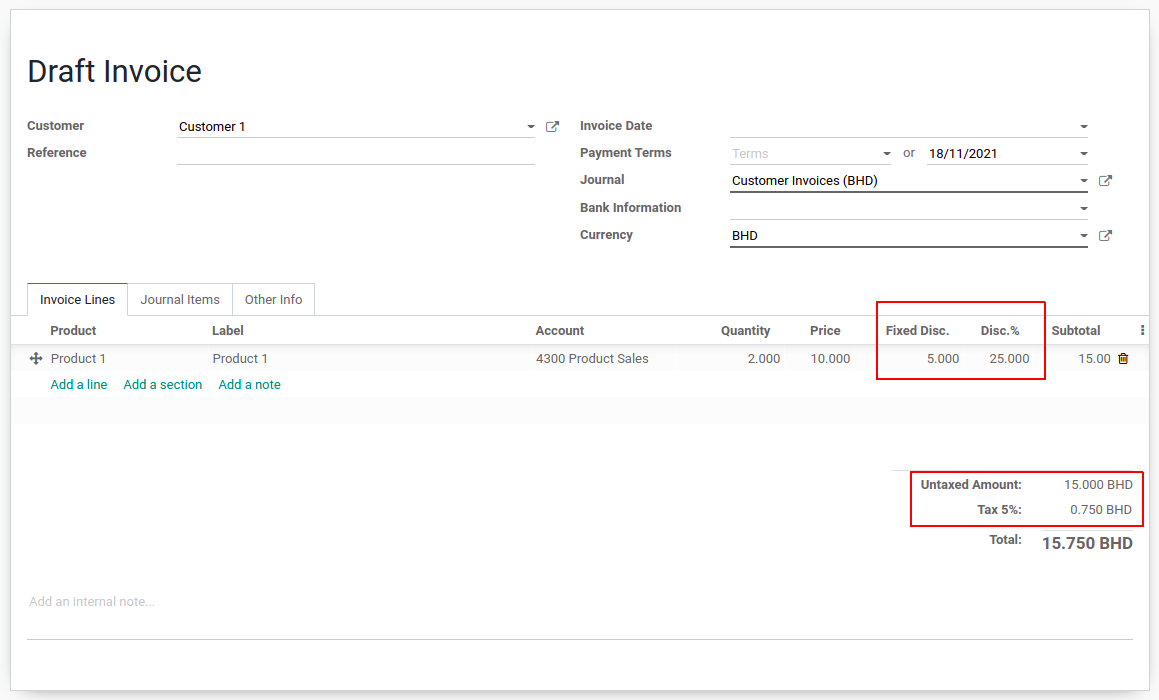 Draft Invoice
Customer Customer 1
Reference
Invoice Date
Payment Terms Terms or 18/11/2021
Journal Customer Invoices (BHD)
Bank Information
Currency BHD
Invoice Lines Journal Items Other Info
Product Label Account Quantity Price Fixed Disc. Disc.% Subtotal
Product 1 Product 1 4300 Product Sales 2.000 10.000 5.000 25.000 15.00
Add a line Add a section Add a note
Untaxed Amount: 15.000 BHD
Tax 5%: 0.750 BHD
Total: 15.750 BHD
Add an internal note...